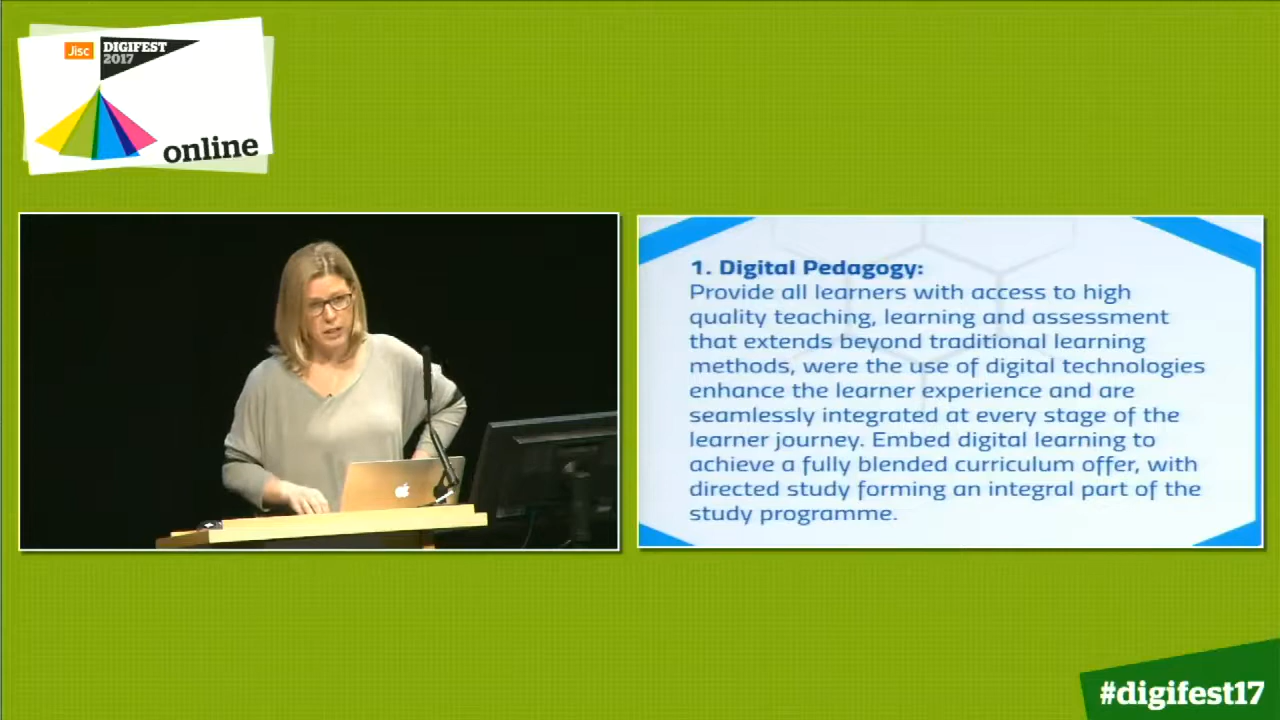 Jisc
DIGIFEST
2017
online
1. Digital Pedagogy:
Provide all learners with access to high
quality teaching, learning and assessment
that extends beyond traditional learning
methods, were the use of digital technologies
enhance the learner experience and are
seamlessly integrated at every stage of the
learner journey. Embed digital learning to
achieve a fully blended curriculum offer, with
directed study forming an integral part of the
study programme.
#digifest17